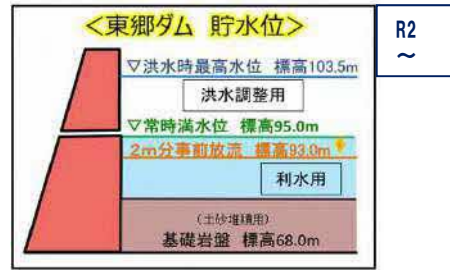 ＜東郷ダム 貯水位＞
R2
～
▽洪水時最高水位 標高103.5m
洪水調整用
▽常時満水位 標高95.0m
2m分事前放流 標高93.0m
利水用
（土砂堆積用）
基礎岩盤 標高68.0m